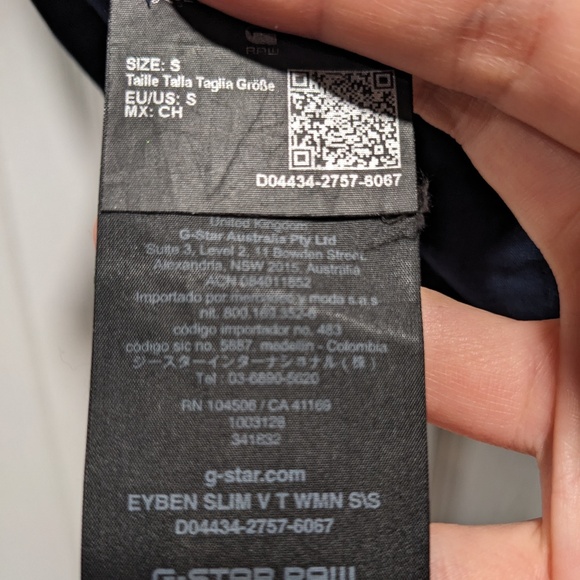 RAW
SIZE: S
Taille Talla Taglia Größe
EU/US: S
MX: CH
D04434-2757-6067
United Kingdom
G-Star Australia Pty Ltd
Suite 3, Level 2, 11 Bowden Street,
Alexandria, NSW 2015, Australia
ACN 084011852
Importado por mercadeo y moda s.a.s
nit. 800.169.352-6
código importador no. 483
código sic no. 5887, medellin - Colombia
ジースターインターナショナル(株)
Tel : 03-6890-5620
RN 104506 / CA 41169
1003128
341832
g-star.com
EYBEN SLIM V T WMN S\S
D04434-2757-6067
G-STAR RAW